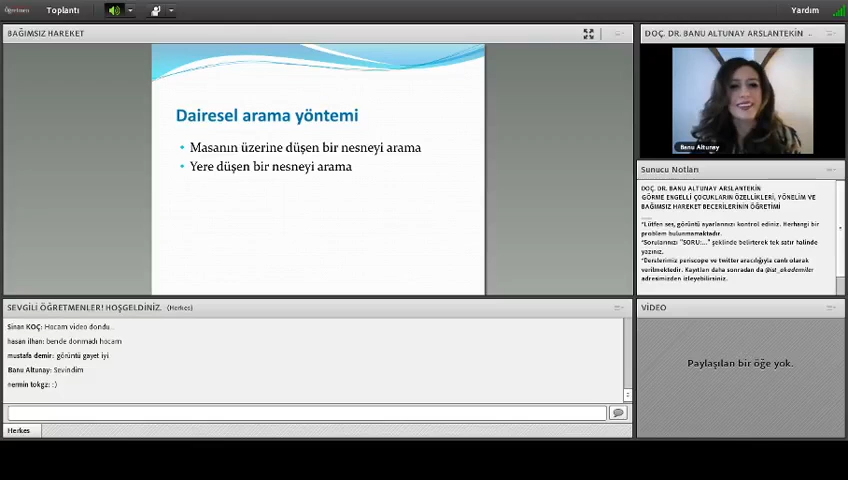 Öğretmen Toplantı Yardım
BAĞIMSIZ HAREKET
Dairesel arama yöntemi
• Masanın üzerine düşen bir nesneyi arama
• Yere düşen bir nesneyi arama
DOÇ. DR. BANU ALTUNAY ARSLANTEKİN ..
Banu Altunay
Sunucu Notları
DOÇ. DR. BANU ALTUNAY ARSLANTEKİN
GÖRME ENGELLİ ÇOCUKLARIN ÖZELLİKLERİ, YÖNELİM VE
BAĞIMSIZ HAREKET BECERİLERİNİN ÖĞRETİMİ
*Lütfen ses, görüntü ayarlarınızı kontrol ediniz. Herhangi bir
problem bulunmamaktadır.
*Sorularınızı "SORU:..." şeklinde belirterek tek satır halinde
yazınız.
*Derslerimiz periscope ve twitter aracılığıyla canlı olarak
verilmektedir. Kayıtları daha sonradan da @ist_akademiler
adresimizden izleyebilirsiniz.
SEVGİLİ ÖĞRETMENLER! HOŞGELDİNİZ. (Herkes)
Sinan KOÇ: Hocam video dondu..
hasan ilhan: bende donmadı hocam
mustafa demir: görüntü gayet iyi
Banu Altunay: Sevindim
nermin tokgz: :)
Herkes
VİDEO
Paylaşılan bir öğe yok.